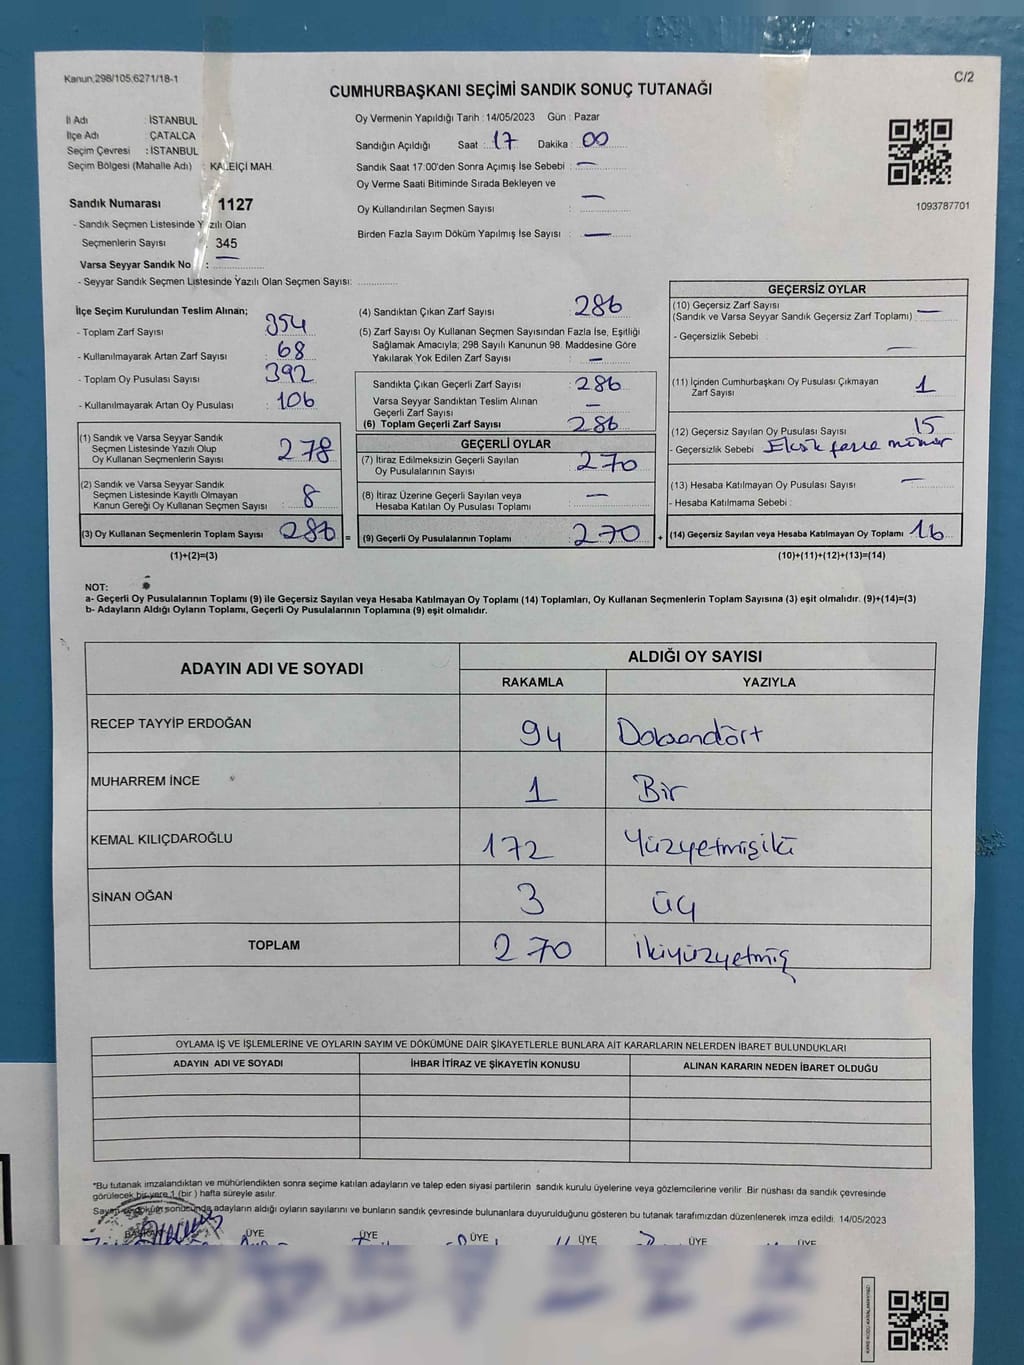 Kanun,298/105,6271/18-1
C/2
CUMHURBAŞKANI SEÇİMİ SANDIK SONUÇ TUTANAĞI
İl Adı : İSTANBUL
İlçe Adı : ÇATALCA
Seçim Çevresi : İSTANBUL
Seçim Bölgesi (Mahalle Adı) : KALEİÇİ MAH.
Sandık Numarası 1127
- Sandık Seçmen Listesinde Yazılı Olan
Seçmenlerin Sayısı 345
Varsa Seyyar Sandık No : —
- Seyyar Sandık Seçmen Listesinde Yazılı Olan Seçmen Sayısı:
Oy Vermenin Yapıldığı Tarih : 14/05/2023 Gün : Pazar
Sandığın Açıldığı Saat : 17 Dakika : 00
Sandık Saat 17:00'den Sonra Açımış İse Sebebi : —
Oy Verme Saati Bitiminde Sırada Bekleyen ve
Oy Kullandırılan Seçmen Sayısı : —
Birden Fazla Sayım Döküm Yapılmış İse Sayısı : —
1093787701
İlçe Seçim Kurulundan Teslim Alınan;
- Toplam Zarf Sayısı : 354
- Kullanılmayarak Artan Zarf Sayısı : 68
- Toplam Oy Pusulası Sayısı : 392
- Kullanılmayarak Artan Oy Pusulası : 106
(1) Sandık ve Varsa Seyyar Sandık
Seçmen Listesinde Yazılı Olup
Oy Kullanan Seçmenlerin Sayısı 278
(2) Sandık ve Varsa Seyyar Sandık
Seçmen Listesinde Kayıtlı Olmayan
Kanun Gereği Oy Kullanan Seçmen Sayısı : 8
(3) Oy Kullanan Seçmenlerin Toplam Sayısı 286 =
(1)+(2)=(3)
(4) Sandıktan Çıkan Zarf Sayısı : 286
(5) Zarf Sayısı Oy Kullanan Seçmen Sayısından Fazla İse, Eşitliği
Sağlamak Amacıyla; 298 Sayılı Kanunun 98. Maddesine Göre
Yakılarak Yok Edilen Zarf Sayısı : —
Sandıkta Çıkan Geçerli Zarf Sayısı : 286
Varsa Seyyar Sandıktan Teslim Alınan
Geçerli Zarf Sayısı : —
(6) Toplam Geçerli Zarf Sayısı : 286
GEÇERLİ OYLAR
(7) İtiraz Edilmeksizin Geçerli Sayılan
Oy Pusulalarının Sayısı : 270
(8) İtiraz Üzerine Geçerli Sayılan veya
Hesaba Katılan Oy Pusulası Toplamı : —
(9) Geçerli Oy Pusulalarının Toplamı 270 +
GEÇERSİZ OYLAR
(10) Geçersiz Zarf Sayısı
(Sandık ve Varsa Seyyar Sandık Geçersiz Zarf Toplamı) : —
- Geçersizlik Sebebi : —
(11) İçinden Cumhurbaşkanı Oy Pusulası Çıkmayan
Zarf Sayısı : 1
(12) Geçersiz Sayılan Oy Pusulası Sayısı : 15
- Geçersizlik Sebebi
(13) Hesaba Katılmayan Oy Pusulası Sayısı : —
- Hesaba Katılmama Sebebi :
(14) Geçersiz Sayılan veya Hesaba Katılmayan Oy Toplamı 16
(10)+(11)+(12)+(13)=(14)
NOT:
a- Geçerli Oy Pusulalarının Toplamı (9) ile Geçersiz Sayılan veya Hesaba Katılmayan Oy Toplamı (14) Toplamları, Oy Kullanan Seçmenlerin Toplam Sayısına (3) eşit olmalıdır. (9)+(14)=(3)
b- Adayların Aldığı Oyların Toplamı, Geçerli Oy Pusulalarının Toplamına (9) eşit olmalıdır.
ADAYIN ADI VE SOYADI ALDIĞI OY SAYISI
RAKAMLA YAZIYLA
RECEP TAYYİP ERDOĞAN 94 Doksandört
MUHARREM İNCE 1 Bir
KEMAL KILIÇDAROĞLU 172 Yüzyetmişiki
SİNAN OĞAN 3 üç
TOPLAM 270 ikiyüzyetmiş
OYLAMA İŞ VE İŞLEMLERİNE VE OYLARIN SAYIM VE DÖKÜMÜNE DAİR ŞİKAYETLERLE BUNLARA AİT KARARLARIN NELERDEN İBARET BULUNDUKLARI
ADAYIN ADI VE SOYADI İHBAR İTİRAZ VE ŞİKAYETİN KONUSU ALINAN KARARIN NEDEN İBARET OLDUĞU
*Bu tutanak imzalandıktan ve mühürlendikten sonra seçime katılan adayların ve talep eden siyasi partilerin sandık kurulu üyelerine veya gözlemcilerine verilir. Bir nüshası da sandık çevresinde
görülecek bir yere 1 (bir ) hafta süreyle asılır.
Sayım ve döküm sonucunda adayların aldığı oyların sayılarını ve bunların sandık çevresinde bulunanlara duyurulduğunu gösteren bu tutanak tarafımızdan düzenlenerek imza edildi. 14/05/2023
BAŞKAN ÜYE ÜYE ÜYE ÜYE ÜYE ÜYE